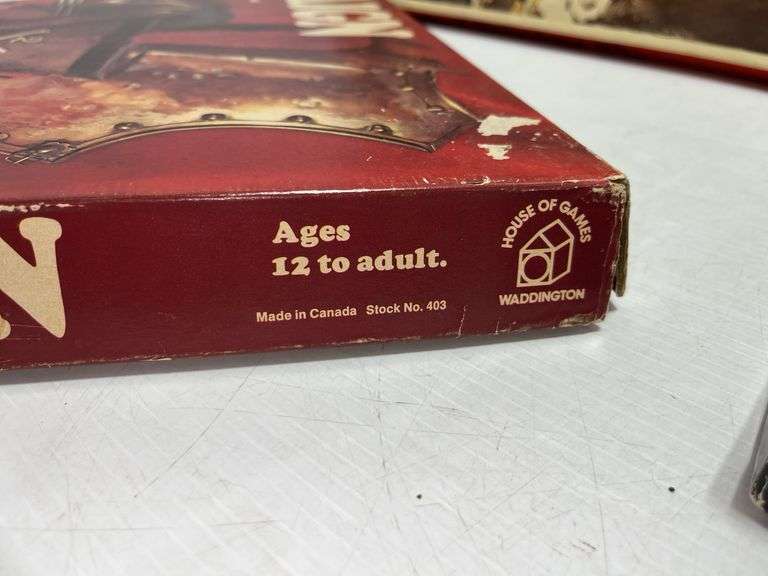 N
Ages
12 to adult.
Made in Canada Stock No. 403
HOUSE OF GAMES
WADDINGTON